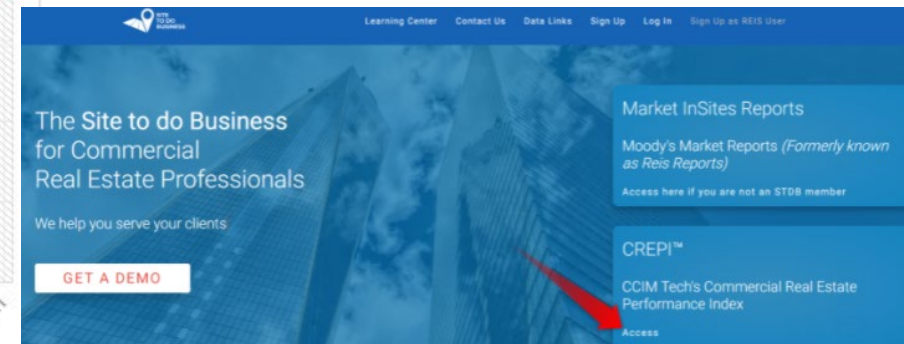 SITE
TO DO
BUSINESS
Learning Center Contact Us Data Links Sign Up Log In Sign Up as REIS User
The Site to do Business
for Commercial
Real Estate Professionals
We help you serve your clients
GET A DEMO
Market InSites Reports
Moody's Market Reports (Formerly known
as Reis Reports)
Access here if you are not an STDB member
CREPI™
CCIM Tech's Commercial Real Estate
Performance Index
Access